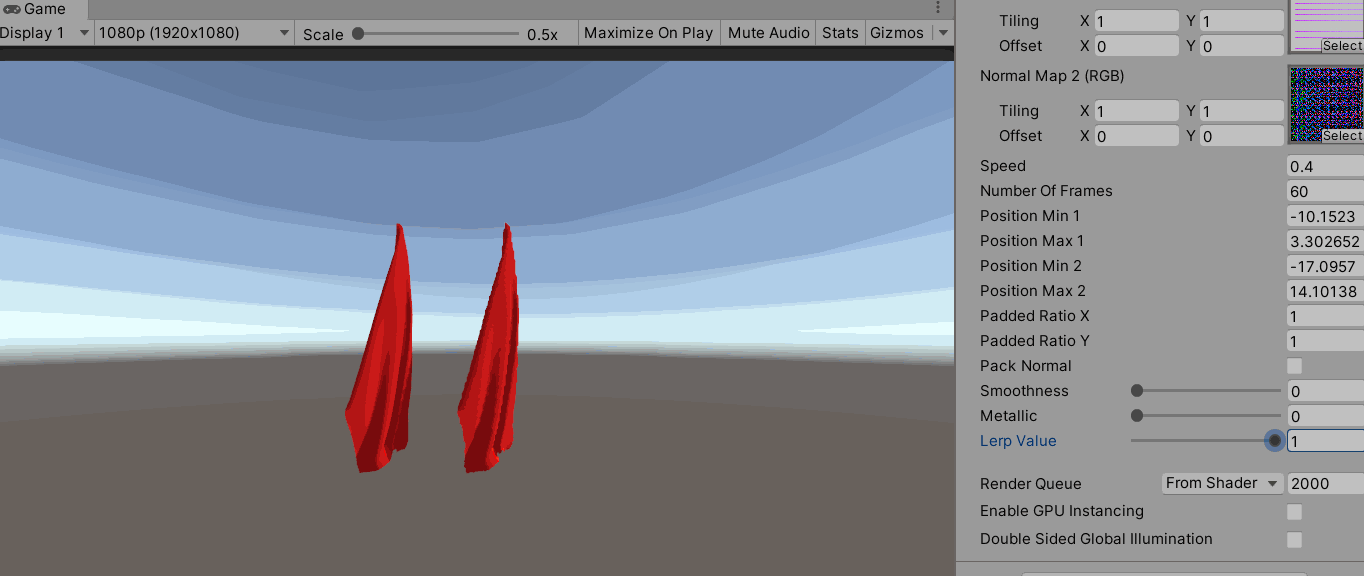 Game
Display 1 1080p (1920x1080) Scale 0.5x Maximize On Play Mute Audio Stats Gizmos
Tiling X 1 Y 1
Offset X 0 Y 0
Select
Normal Map 2 (RGB)
Tiling X 1 Y 1
Offset X 0 Y 0
Select
Speed 0.4
Number Of Frames 60
Position Min 1 -10.1523
Position Max 1 3.302652
Position Min 2 -17.0957
Position Max 2 14.10138
Padded Ratio X 1
Padded Ratio Y 1
Pack Normal
Smoothness 0
Metallic 0
Lerp Value 1
Render Queue From Shader 2000
Enable GPU Instancing
Double Sided Global Illumination